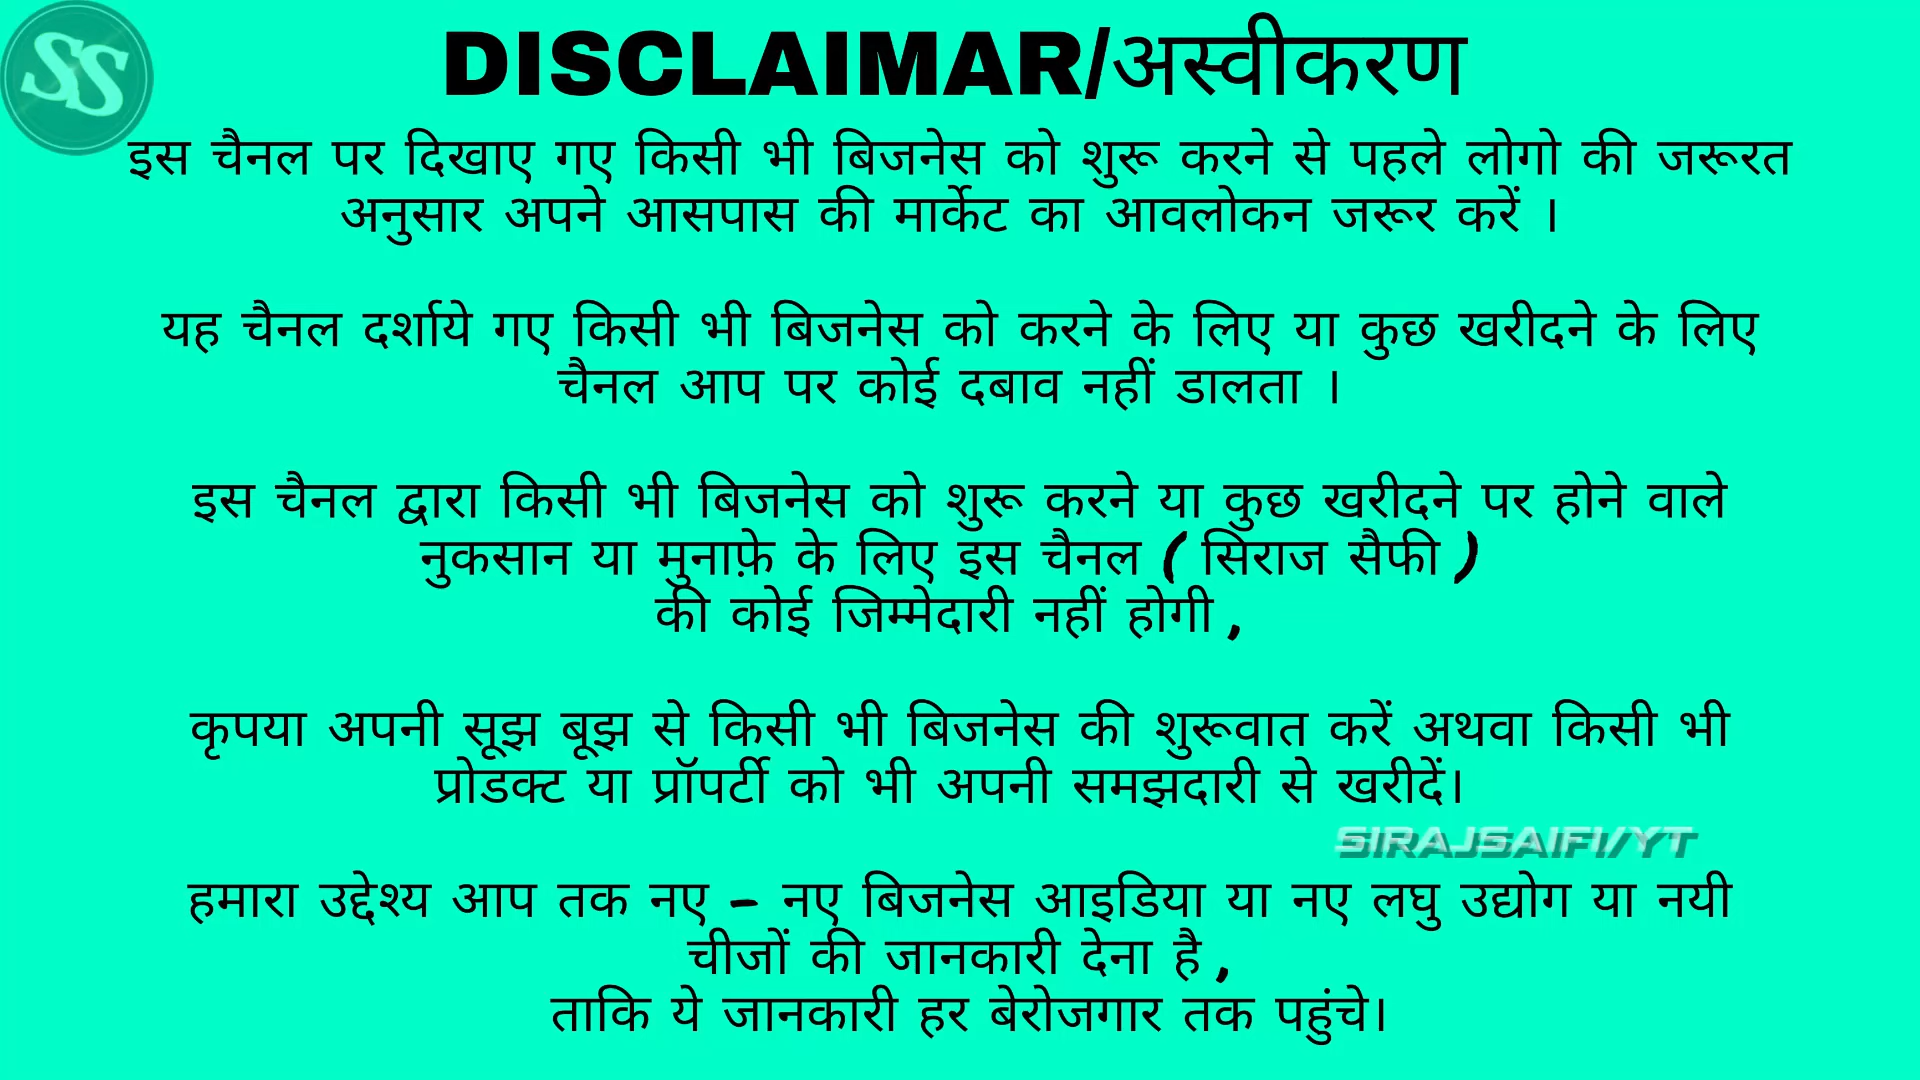 SS
DISCLAIMAR/अस्वीकरण
इस चैनल पर दिखाए गए किसी भी बिजनेस को शुरू करने से पहले लोगो की जरूरत
अनुसार अपने आसपास की मार्केट का आवलोकन जरूर करें ।
यह चैनल दर्शाये गए किसी भी बिजनेस को करने के लिए या कुछ खरीदने के लिए
चैनल आप पर कोई दबाव नहीं डालता ।
इस चैनल द्वारा किसी भी बिजनेस को शुरू करने या कुछ खरीदने पर होने वाले
नुकसान या मुनाफ़े के लिए इस चैनल ( सिराज सैफी )
की कोई जिम्मेदारी नहीं होगी ,
कृपया अपनी सूझ बूझ से किसी भी बिजनेस की शुरूवात करें अथवा किसी भी
प्रोडक्ट या प्रॉपर्टी को भी अपनी समझदारी से खरीदें।
SIRAJSAIFI/YT
हमारा उद्देश्य आप तक नए - नए बिजनेस आइडिया या नए लघु उद्योग या नयी
चीजों की जानकारी देना है ,
ताकि ये जानकारी हर बेरोजगार तक पहुंचे।